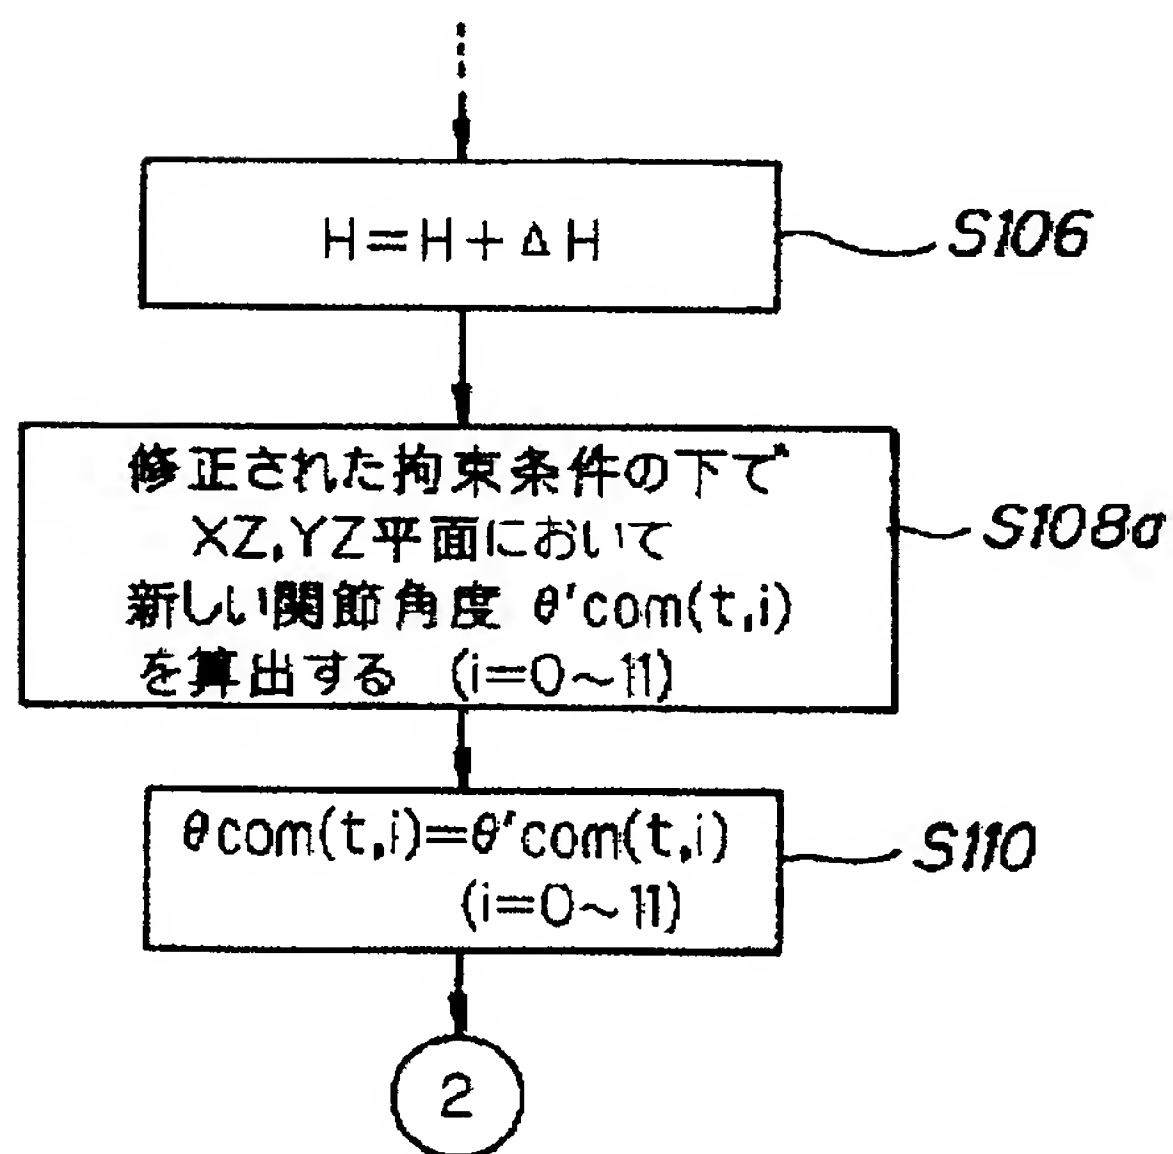 H=H+ΔH
S106
修正された拘束条件の下で
XZ,YZ平面において
新しい関節角度 θ'com(t,i)
を算出する (i=0~11)
S108a
θcom(t,i)=θ'com(t,i)
(i=0~11)
S110
2